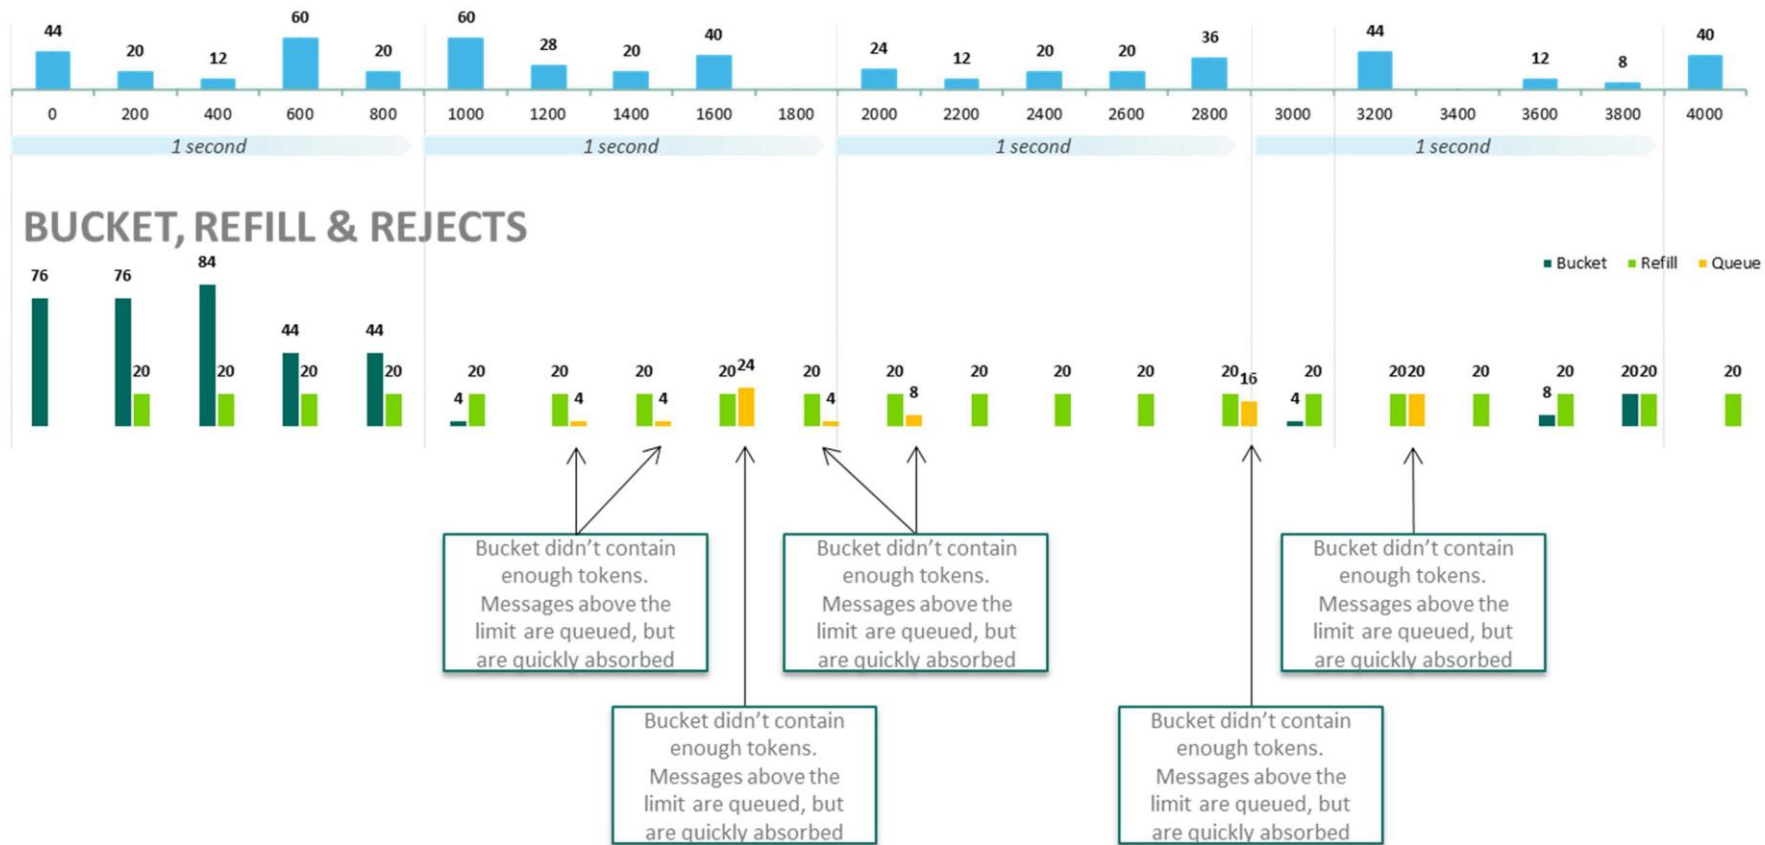 44 20 12 60 20 60 28 20 40 24 12 20 20 36 44 12 8 40
0 200 400 600 800 1000 1200 1400 1600 1800 2000 2200 2400 2600 2800 3000 3200 3400 3600 3800 4000
1 second 1 second 1 second 1 second
BUCKET, REFILL & REJECTS
Bucket Refill Queue
76 76 20 84 20 44 20 44 20 4 20 20 4 20 4 20 24 20 4 20 8 20 20 20 20 16 4 20 20 20 20 8 20 20 20 20
Bucket didn't contain
enough tokens.
Messages above the
limit are queued, but
are quickly absorbed
Bucket didn't contain
enough tokens.
Messages above the
limit are queued, but
are quickly absorbed
Bucket didn't contain
enough tokens.
Messages above the
limit are queued, but
are quickly absorbed
Bucket didn't contain
enough tokens.
Messages above the
limit are queued, but
are quickly absorbed
Bucket didn't contain
enough tokens.
Messages above the
limit are queued, but
are quickly absorbed